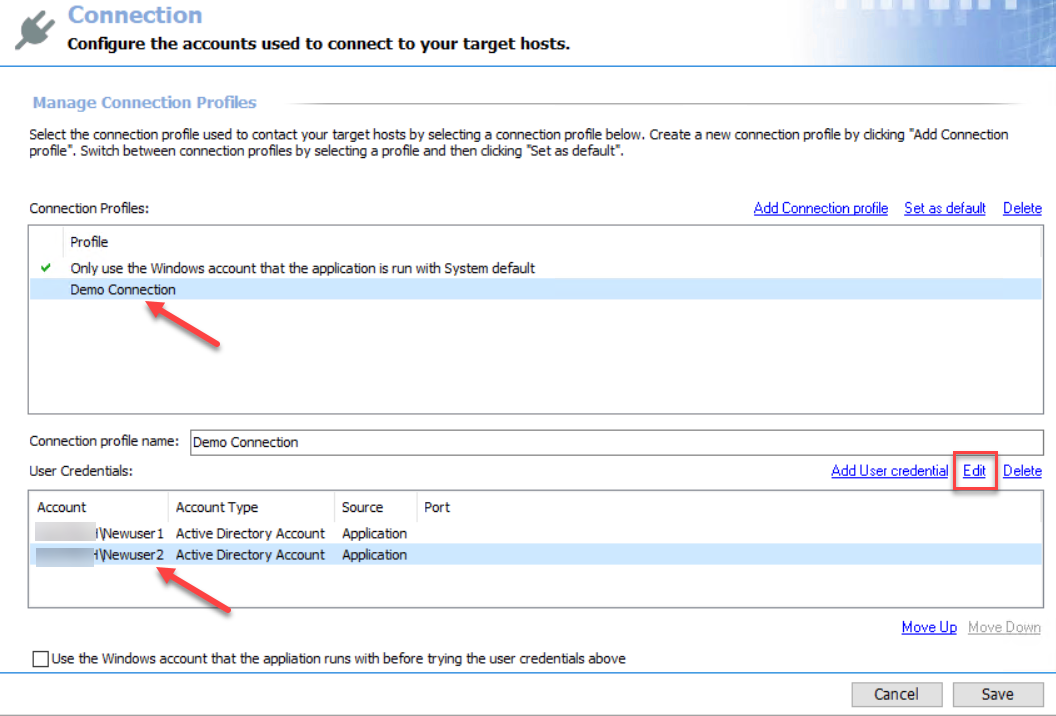 Connection
Configure the accounts used to connect to your target hosts.
Manage Connection Profiles
Select the connection profile used to contact your target hosts by selecting a connection profile below. Create a new connection profile by clicking "Add Connection
profile". Switch between connection profiles by selecting a profile and then clicking "Set as default".
Connection Profiles: Add Connection profile Set as default Delete
Profile
Only use the Windows account that the application is run with System default
Demo Connection
Connection profile name: Demo Connection
User Credentials: Add User credential Edit Delete
Account Account Type Source Port
\Newuser1 Active Directory Account Application
\Newuser2 Active Directory Account Application
Move Up Move Down
Use the Windows account that the appliation runs with before trying the user credentials above
Cancel Save